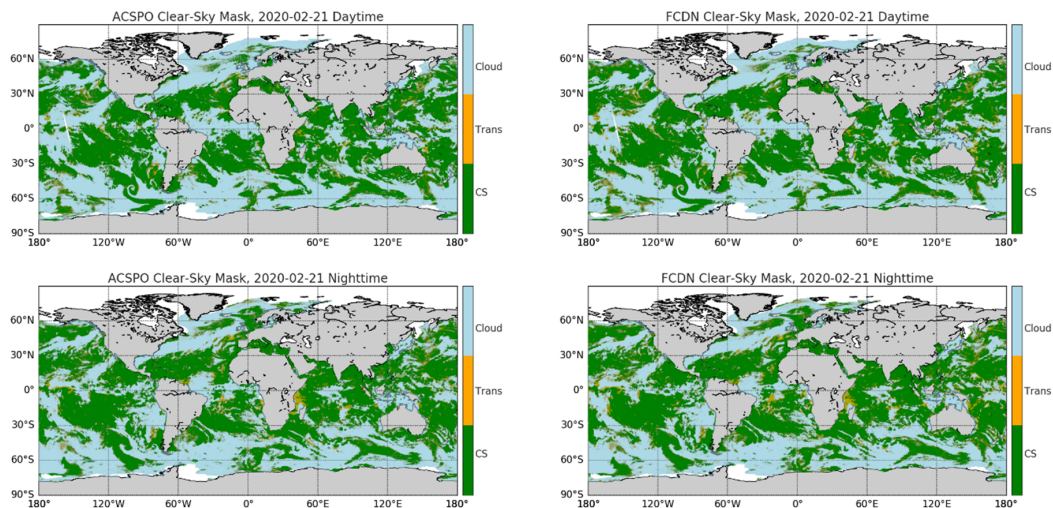 ACSPO Clear-Sky Mask, 2020-02-21 Daytime
60°N
30°N
0°
30°S
60°S
90°S
180° 120°W 60°W 0° 60°E 120°E 180°
Cloud
Trans
CS
FCDN Clear-Sky Mask, 2020-02-21 Daytime
60°N
30°N
0°
30°S
60°S
90°S
180° 120°W 60°W 0° 60°E 120°E 180°
Cloud
Trans
CS
ACSPO Clear-Sky Mask, 2020-02-21 Nighttime
60°N
30°N
0°
30°S
60°S
90°S
180° 120°W 60°W 0° 60°E 120°E 180°
Cloud
Trans
CS
FCDN Clear-Sky Mask, 2020-02-21 Nighttime
60°N
30°N
0°
30°S
60°S
90°S
180° 120°W 60°W 0° 60°E 120°E 180°
Cloud
Trans
CS